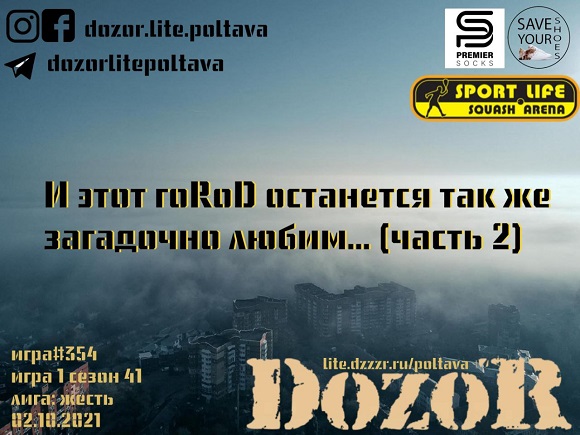 dozor.lite.poltava
dozorlitepoltava
PREMIER
SOCKS
SAVE
YOUR
SHOES
SPORT LIFE
SQUASH ARENA
И этот гоRоD останется так же
загадочно любим... (часть 2)
игра#354
игра 1 сезон 41
лига: жесть
02.10.2021
lite.dzzzr.ru/poltava
DozoR